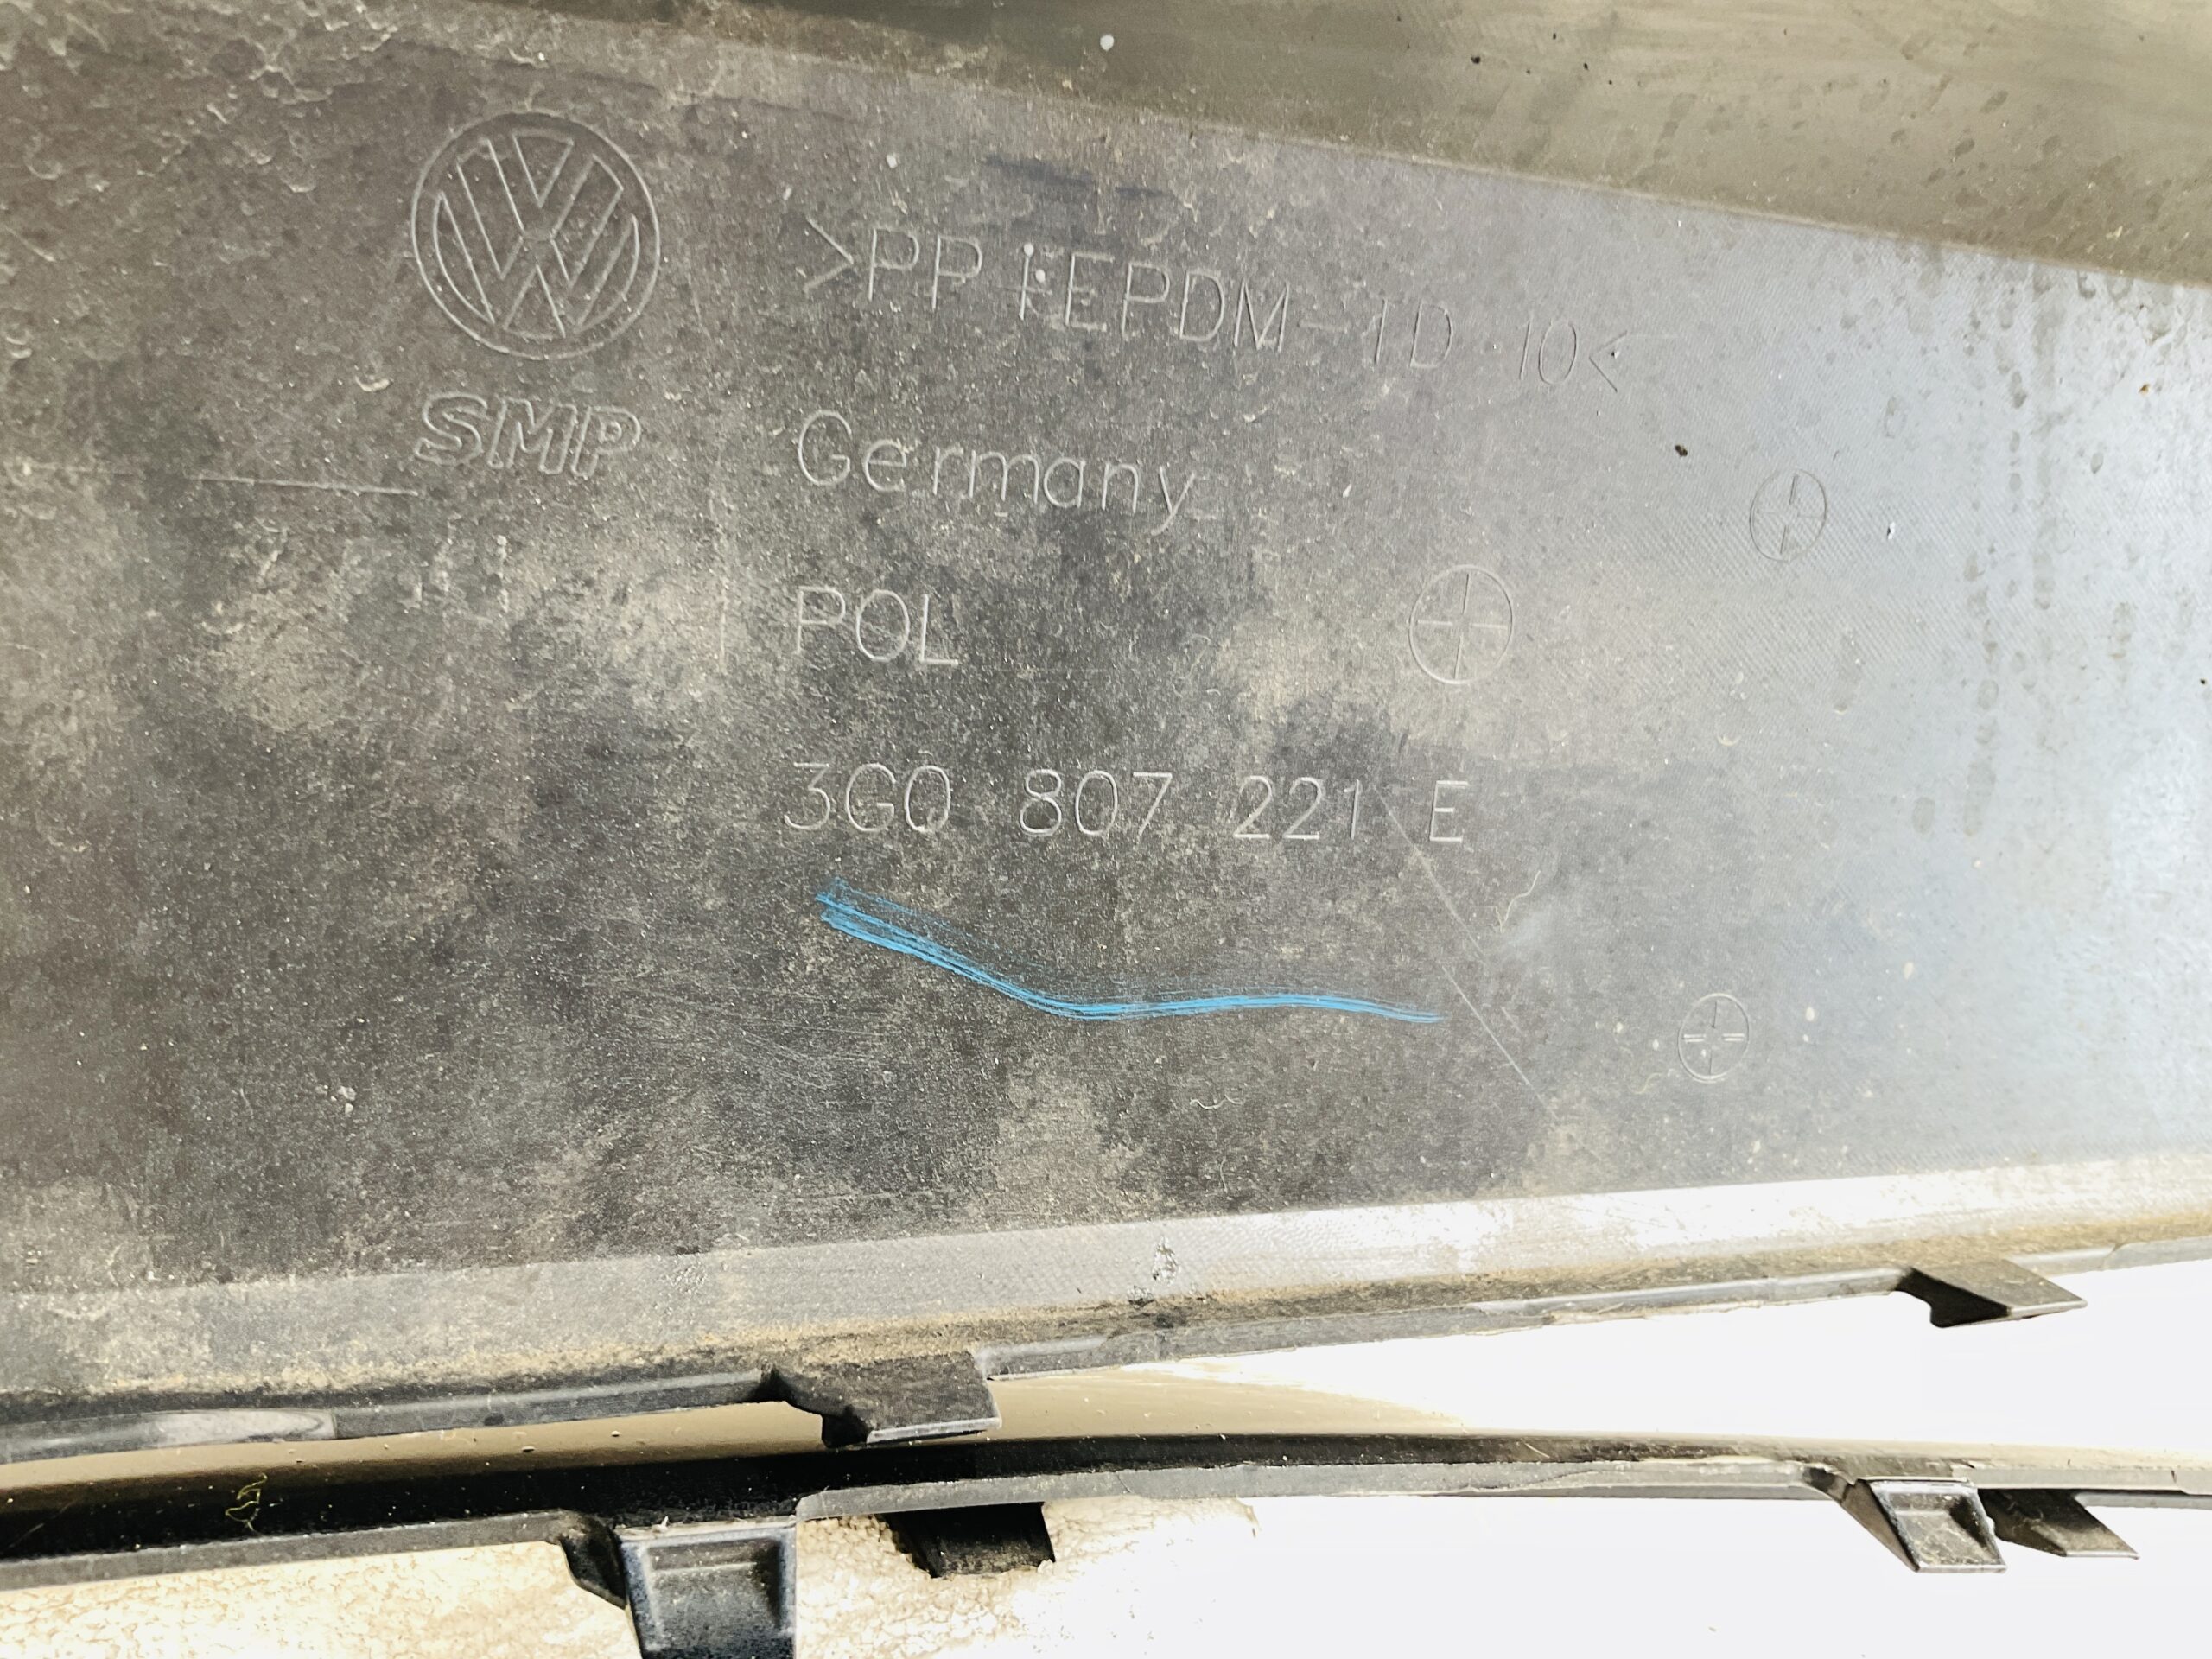 >PP+EPDM-TD 10<
SMP
Germany
POL
3G0 807 221 E